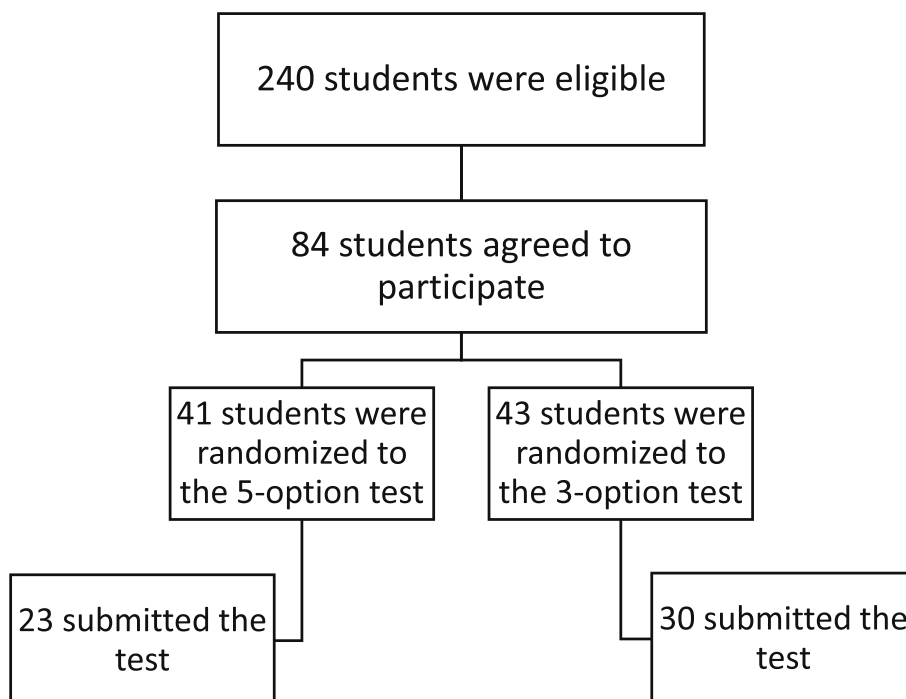 240 students were eligible
84 students agreed to
participate
41 students were
randomized to
the 5-option test
43 students were
randomized to
the 3-option test
23 submitted the
test
30 submitted the
test